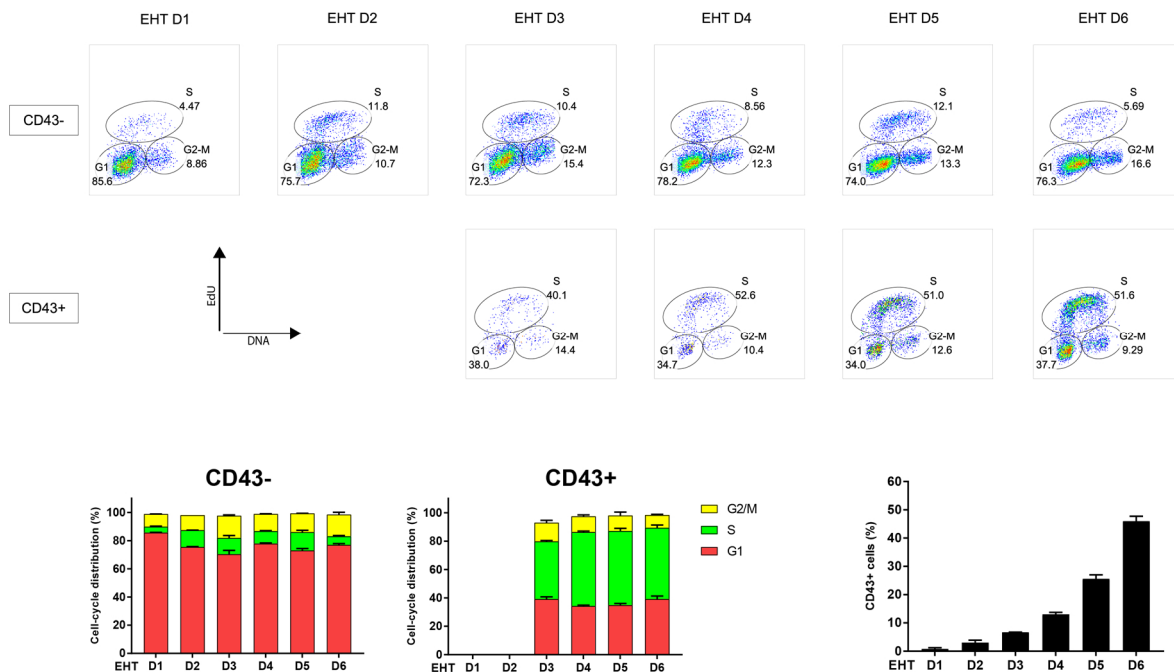 EHT D1 EHT D2 EHT D3 EHT D4 EHT D5 EHT D6
CD43-
S
4.47
G2-M
8.86
G1
85.6
S
11.8
G2-M
10.7
G1
75.7
S
10.4
G2-M
15.4
G1
72.3
S
8.56
G2-M
12.3
G1
78.2
S
12.1
G2-M
13.3
G1
74.0
S
5.69
G2-M
16.6
G1
76.3
CD43+
EdU
DNA
S
40.1
G2-M
14.4
G1
38.0
S
52.6
G2-M
10.4
G1
34.7
S
51.0
G2-M
12.6
G1
34.0
S
51.6
G2-M
9.29
G1
37.7
CD43-
Cell-cycle distribution (%)
100
80
60
40
20
0
EHT D1 D2 D3 D4 D5 D6
CD43+
Cell-cycle distribution (%)
100
80
60
40
20
0
EHT D1 D2 D3 D4 D5 D6
G2/M
S
G1
CD43+ cells (%)
60
50
40
30
20
10
0
EHT D1 D2 D3 D4 D5 D6